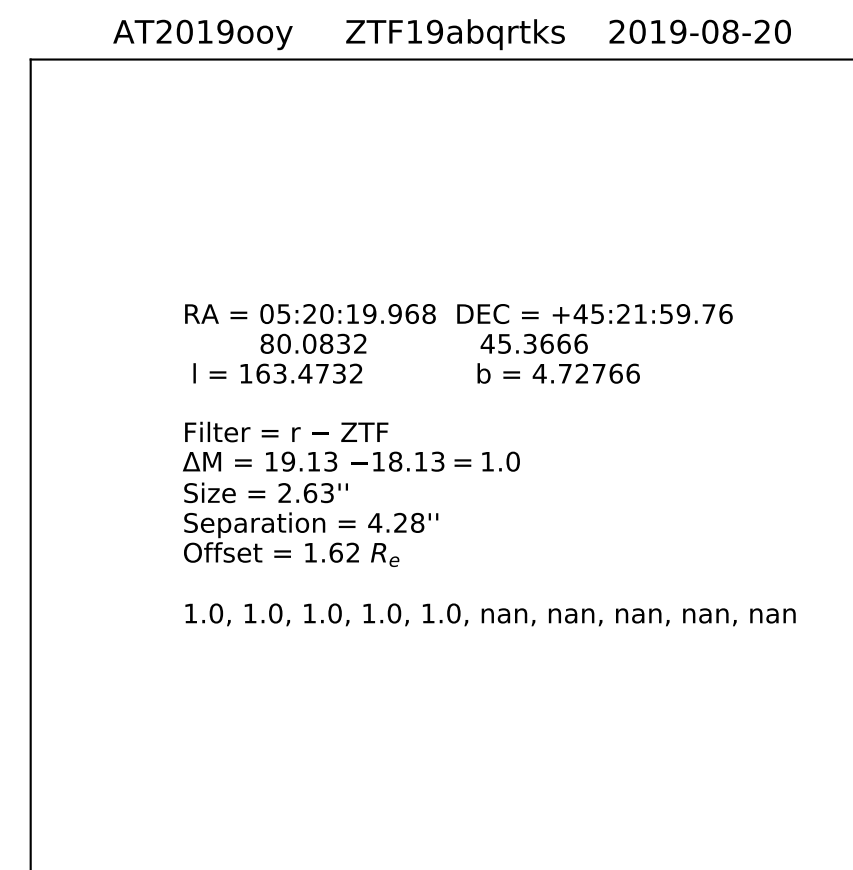 AT2019ooy ZTF19abqrtks 2019-08-20
RA = 05:20:19.968 DEC = +45:21:59.76
80.0832 45.3666
l = 163.4732 b = 4.72766
Filter = r − ZTF
ΔM = 19.13 −18.13 = 1.0
Size = 2.63''
Separation = 4.28''
Offset = 1.62 Rₑ
1.0, 1.0, 1.0, 1.0, 1.0, nan, nan, nan, nan, nan